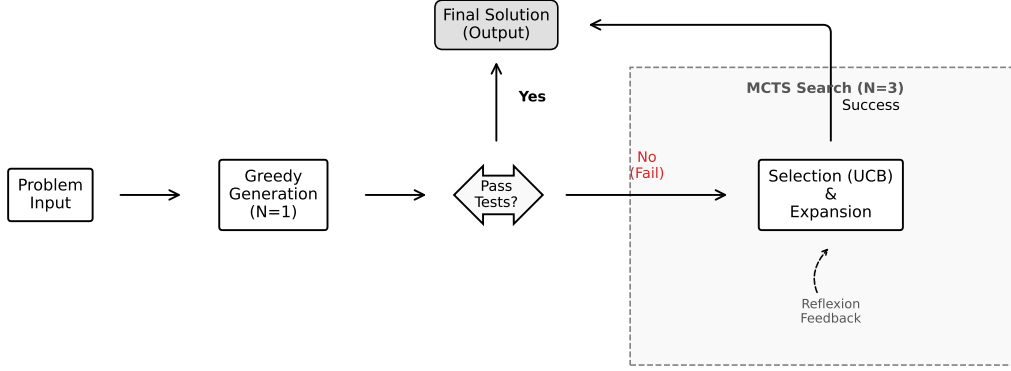 Final Solution
(Output)
MCTS Search (N=3)
Yes
Success
No
(Fail)
Problem
Input
Greedy
Generation
(N=1)
Pass
Tests?
Selection (UCB)
&
Expansion
Reflexion
Feedback